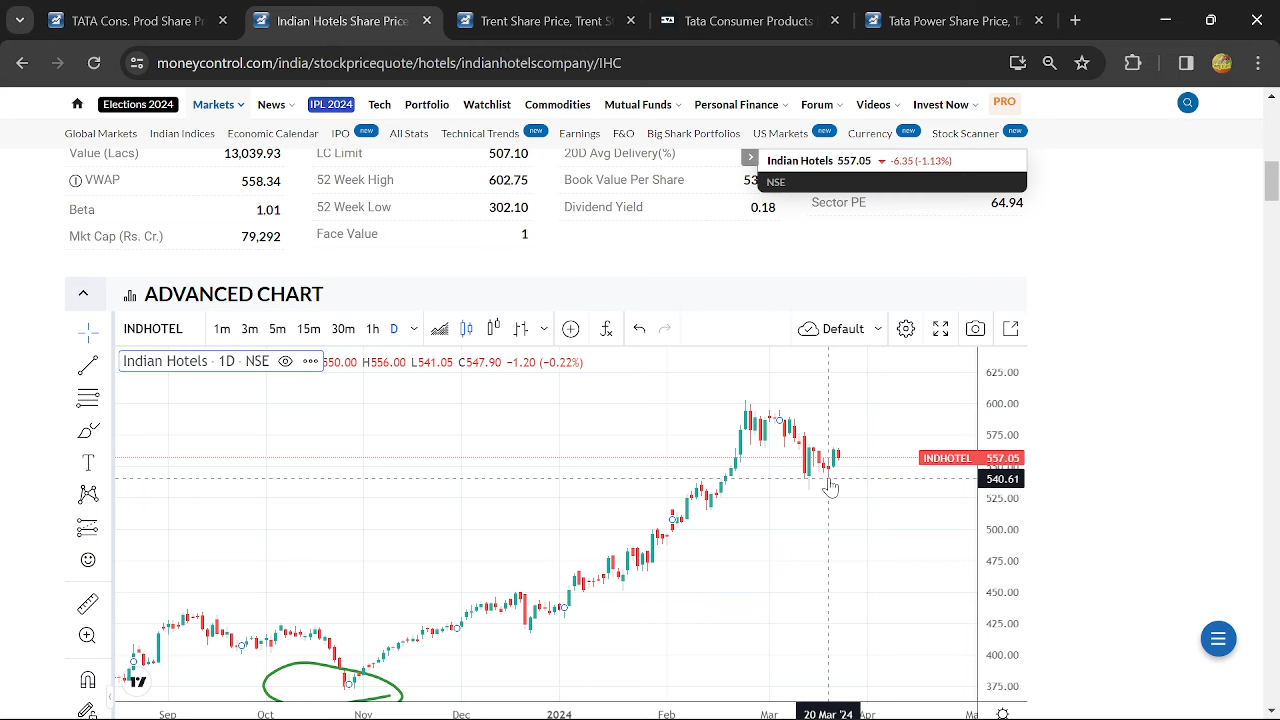 TATA Cons. Prod Share Pr
Indian Hotels Share Price
Trent Share Price, Trent S
Tata Consumer Products
Tata Power Share Price, T
moneycontrol.com/india/stockpricequote/hotels/indianhotelscompany/IHC
Elections 2024 Markets News IPL 2024 Tech Portfolio Watchlist Commodities Mutual Funds Personal Finance Forum Videos Invest Now PRO
Global Markets Indian Indices Economic Calendar IPO new All Stats Technical Trends new Earnings F&O Big Shark Portfolios US Markets new Currency new Stock Scanner new
Value (Lacs) 13,039.93 LC Limit 507.10 20D Avg Delivery(%)
Indian Hotels 557.05 -6.35 (-1.13%)
VWAP 558.34 52 Week High 602.75 Book Value Per Share
NSE
Beta 1.01 52 Week Low 302.10 Dividend Yield 0.18 Sector PE 64.94
Mkt Cap (Rs. Cr.) 79,292 Face Value 1
ADVANCED CHART
INDHOTEL 1m 3m 5m 15m 30m 1h D Default
Indian Hotels · 1D · NSE 550.00 H556.00 L541.05 C547.90 −1.20 (−0.22%)
625.00
600.00
575.00
INDHOTEL 557.05
540.61
525.00
500.00
475.00
450.00
425.00
400.00
375.00
Sep Oct Nov Dec 2024 Feb Mar 20 Mar '24 Apr